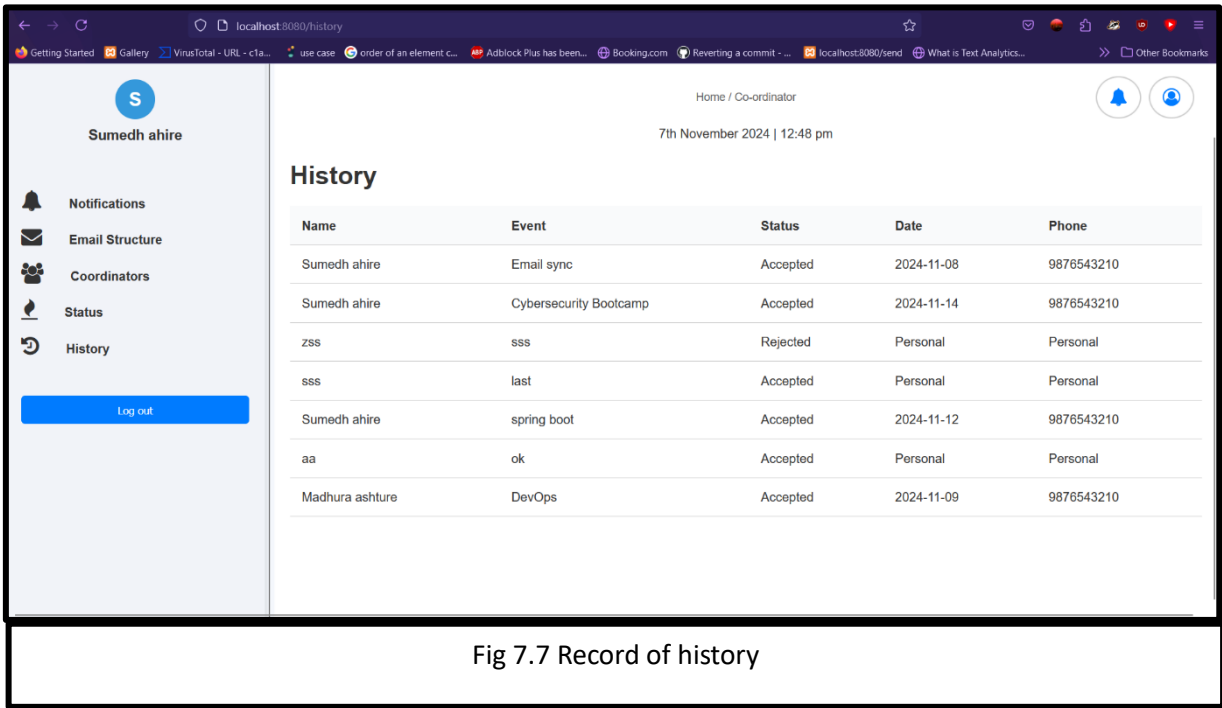 localhost:8080/history
Getting Started Gallery VirusTotal - URL - c1a... use case order of an element c... Adblock Plus has been... Booking.com Reverting a commit - ... localhost:8080/send What is Text Analytics... Other Bookmarks
S
Sumedh ahire
Notifications
Email Structure
Coordinators
Status
History
Log out
Home / Co-ordinator
7th November 2024 | 12:48 pm
History
Name Event Status Date Phone
Sumedh ahire Email sync Accepted 2024-11-08 9876543210
Sumedh ahire Cybersecurity Bootcamp Accepted 2024-11-14 9876543210
zss sss Rejected Personal Personal
sss last Accepted Personal Personal
Sumedh ahire spring boot Accepted 2024-11-12 9876543210
aa ok Accepted Personal Personal
Madhura ashture DevOps Accepted 2024-11-09 9876543210
Fig 7.7 Record of history